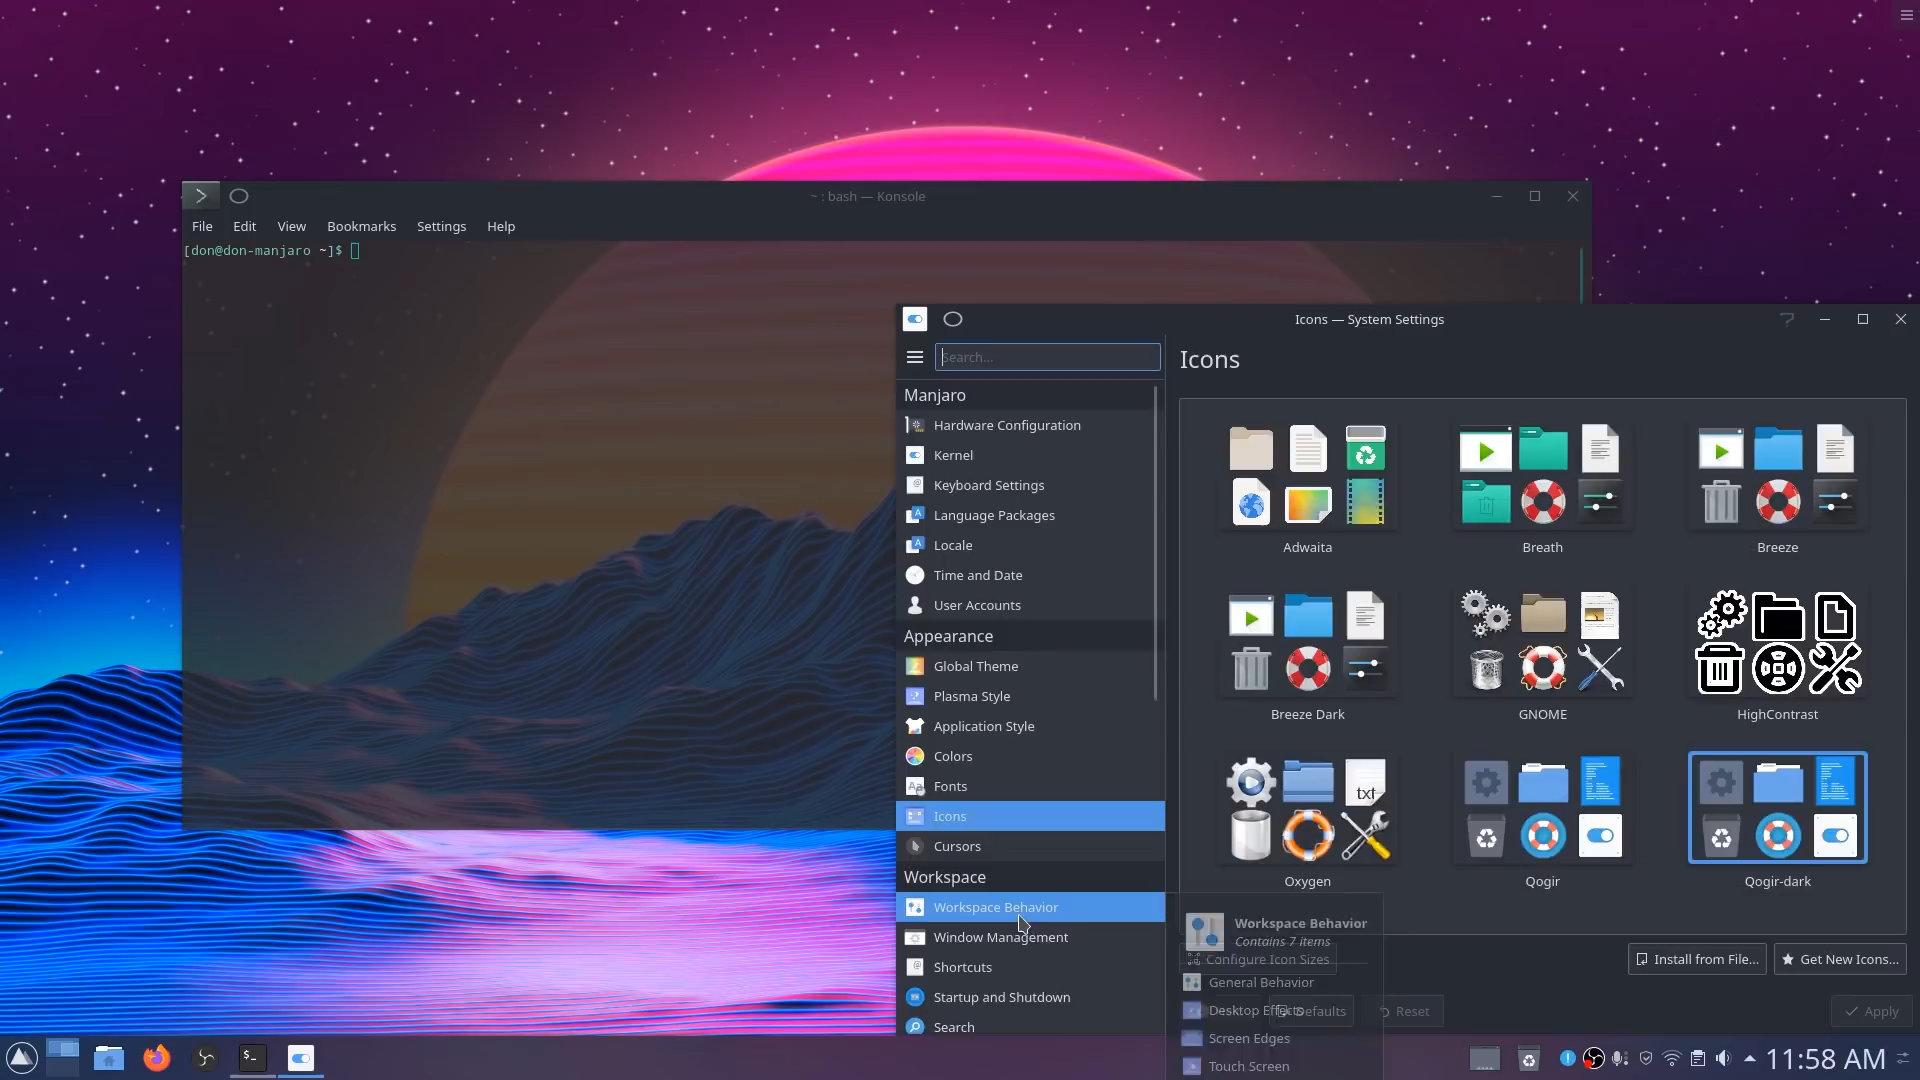 ~ : bash — Konsole
File Edit View Bookmarks Settings Help
[don@don-manjaro ~]$
Icons — System Settings
Search...
Manjaro
Hardware Configuration
Kernel
Keyboard Settings
Language Packages
Locale
Time and Date
User Accounts
Appearance
Global Theme
Plasma Style
Application Style
Colors
Fonts
Icons
Cursors
Workspace
Workspace Behavior
Window Management
Shortcuts
Startup and Shutdown
Search
Icons
Adwaita Breath Breeze
Breeze Dark GNOME HighContrast
txt
Oxygen Qogir Qogir-dark
Workspace Behavior
Contains 7 items
Configure Icon Sizes
Install from File... Get New Icons...
General Behavior
Desktop Effects
Defaults Reset Apply
Screen Edges
Touch Screen
11:58 AM